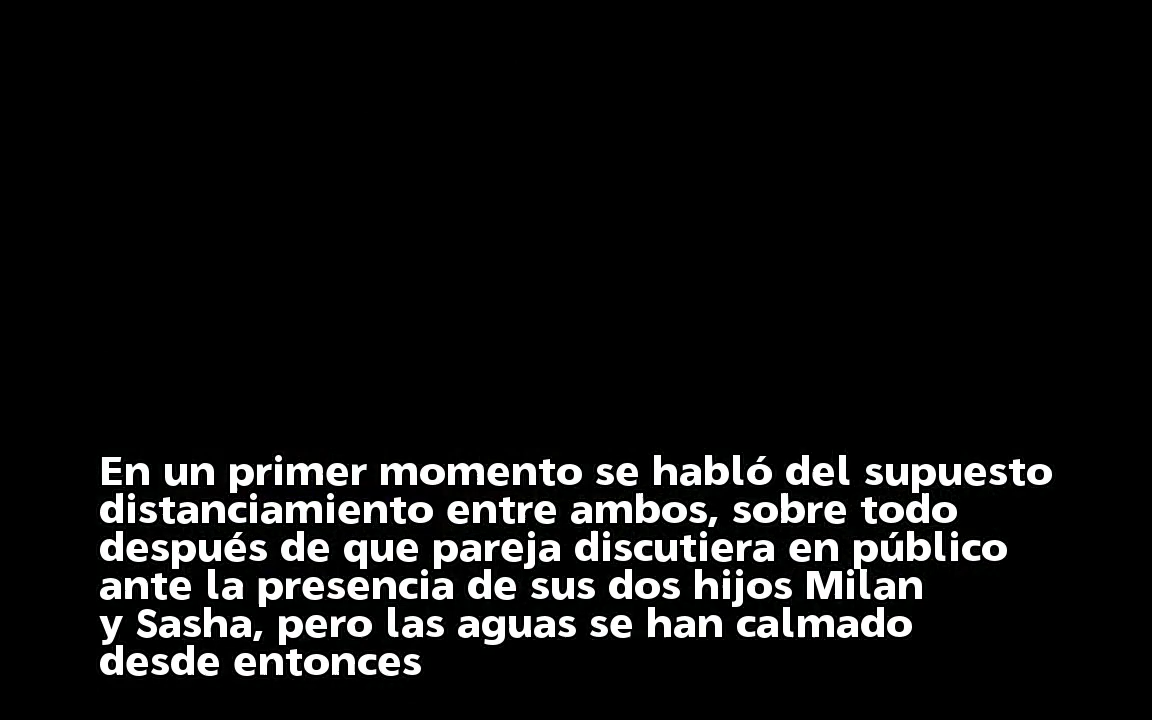 En un primer momento se habló del supuesto
distanciamiento entre ambos, sobre todo
después de que pareja discutiera en público
ante la presencia de sus dos hijos Milan
y Sasha, pero las aguas se han calmado
desde entonces